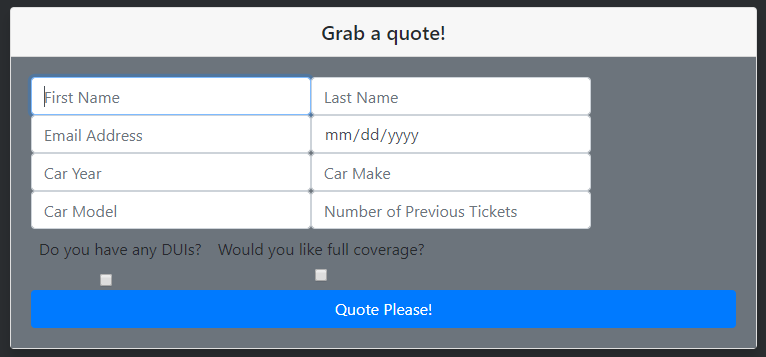 Grab a quote!
First Name Last Name
Email Address mm/dd/yyyy
Car Year Car Make
Car Model Number of Previous Tickets
Do you have any DUIs? Would you like full coverage?
Quote Please!